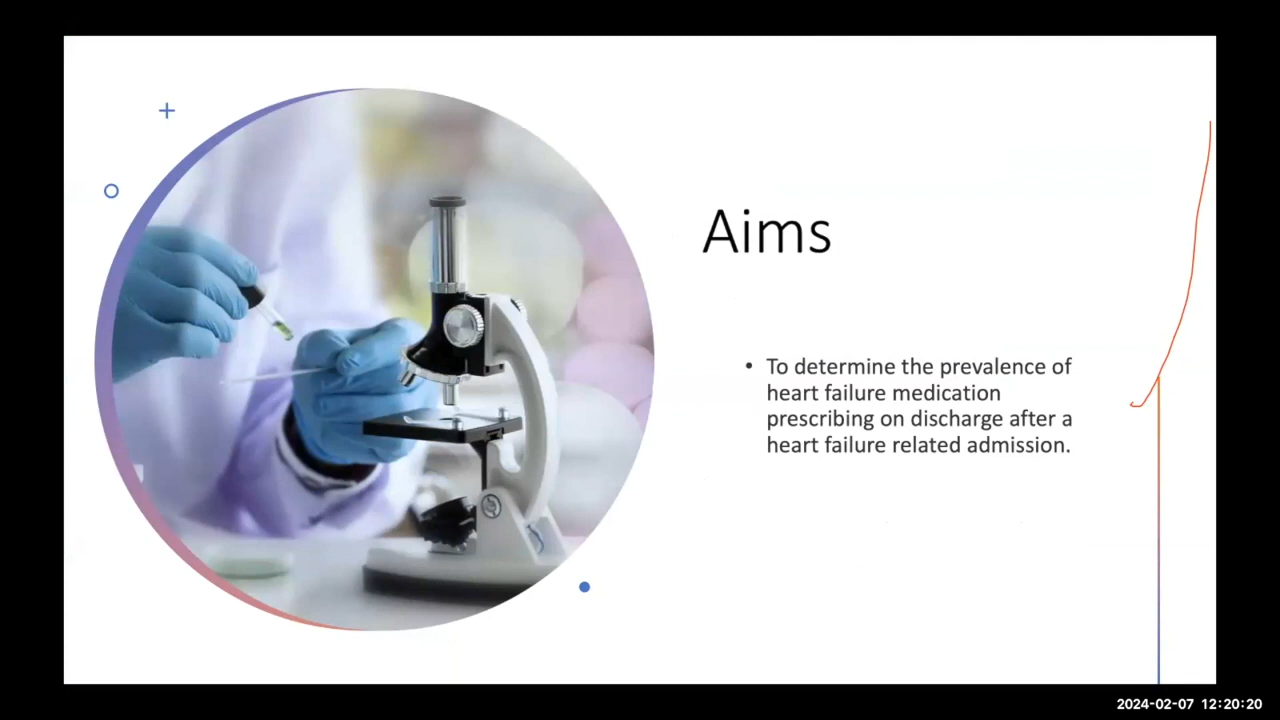 Aims
• To determine the prevalence of
heart failure medication
prescribing on discharge after a
heart failure related admission.
2024-02-07 12:20:20